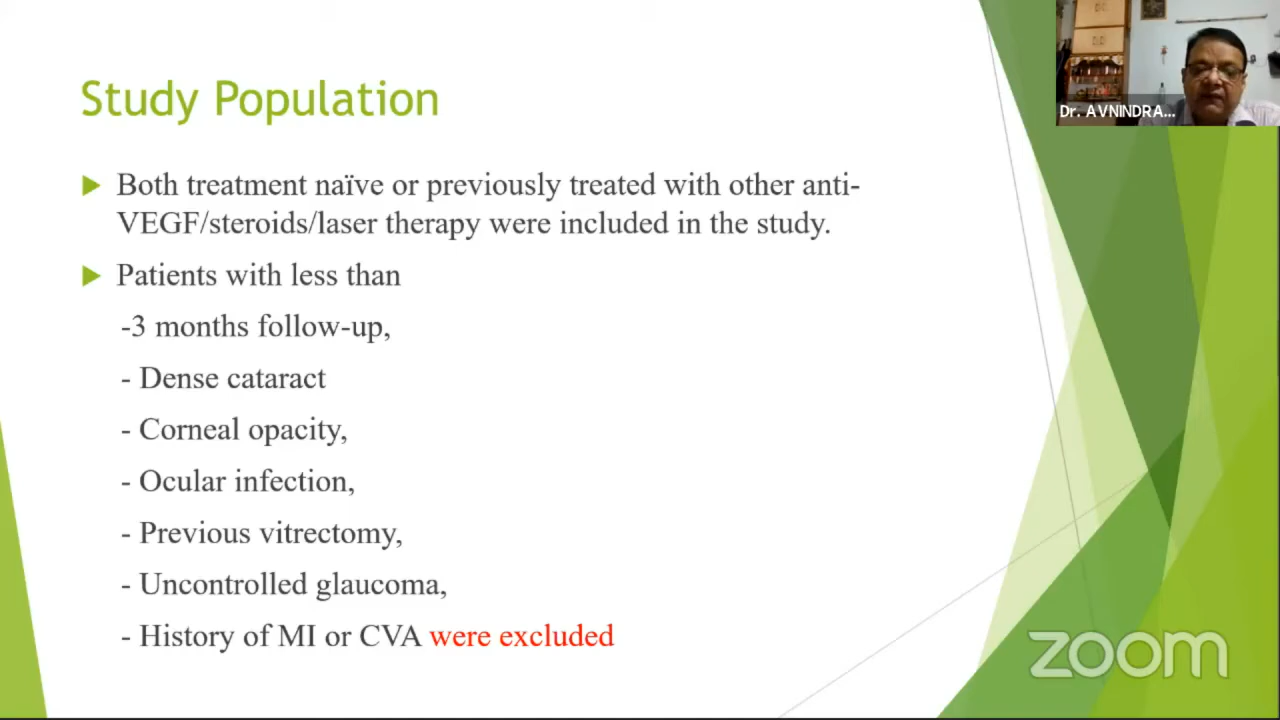 Study Population
Both treatment naïve or previously treated with other anti-
VEGF/steroids/laser therapy were included in the study.
Patients with less than
-3 months follow-up,
- Dense cataract
- Corneal opacity,
- Ocular infection,
- Previous vitrectomy,
- Uncontrolled glaucoma,
- History of MI or CVA were excluded
Dr. AVNINDRA...
zoom